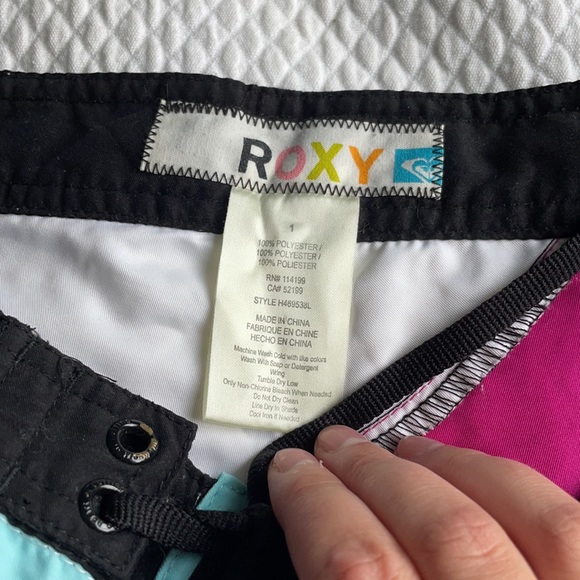 ROXY
1
100% POLYESTER /
100% POLYESTER /
100% POLIESTER
RN# 114199
CA# 52199
STYLE H469538L
MADE IN CHINA
FABRIQUE EN CHINE
HECHO EN CHINA
Machine Wash Cold with like colors
Wash With Soap or Detergent
Wring
Tumble Dry Low
Only Non-Chlorine Bleach When Needed
Do Not Dry Clean
Line Dry to Shade
Cool Iron If Needed